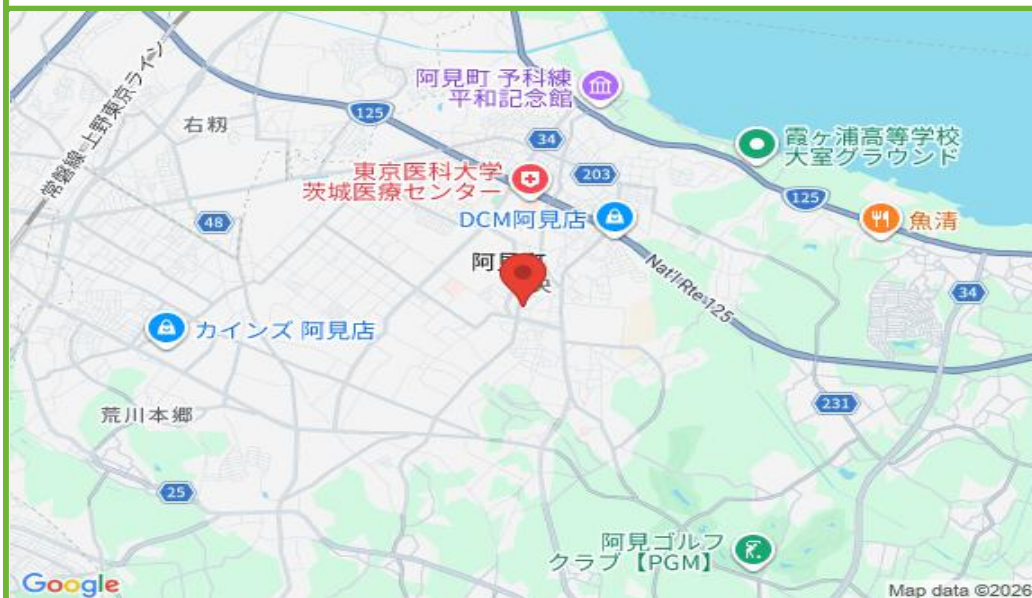 阿見町 予科練
平和記念館
125
右籾
34
霞ヶ浦高等学校
大室グラウンド
常磐線-上野東京ライン
東京医科大学
茨城医療センター
203
125
48
DCM阿見店
魚清
阿見町
Nat'l Rte 125
34
カインズ 阿見店
荒川本郷
231
25
阿見ゴルフ
クラブ【PGM】
Google
Map data ©2026